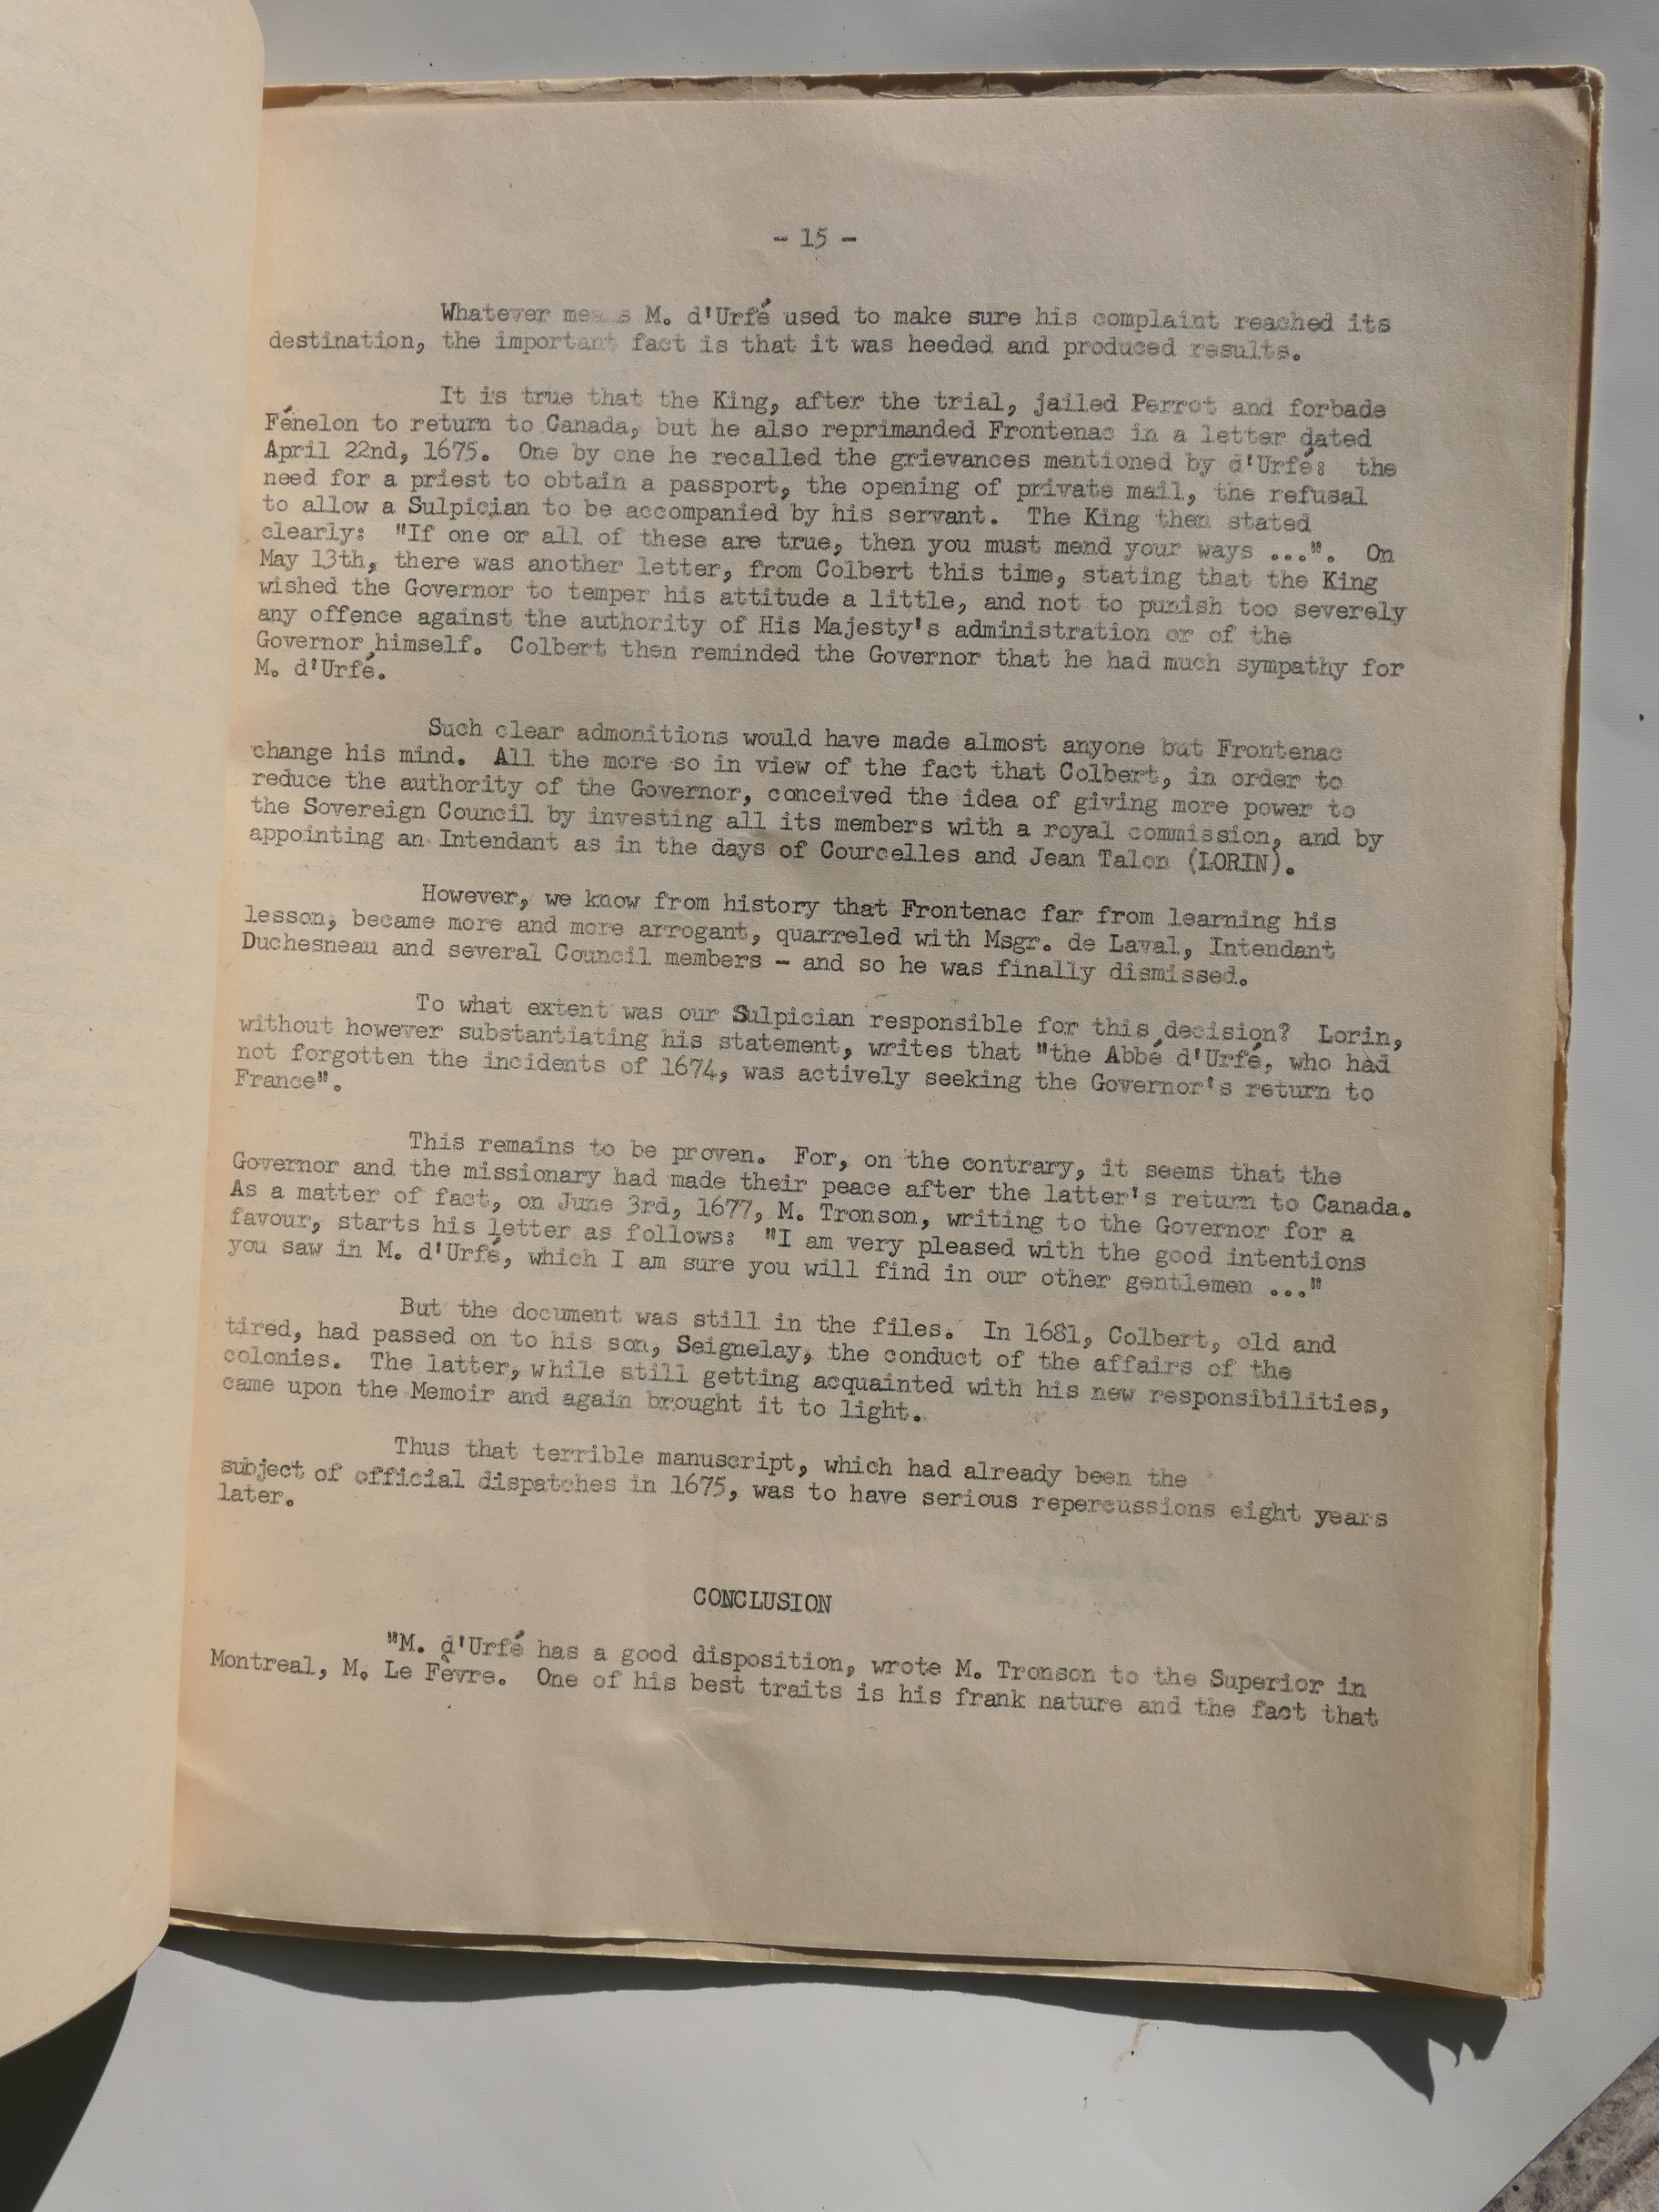 - 15 -
Whatever means M. d'Urfé used to make sure his complaint reached its
destination, the important fact is that it was heeded and produced results.
It is true that the King, after the trial, jailed Perrot and forbade
Fénelon to return to Canada, but he also reprimanded Frontenac in a letter dated
April 22nd, 1675. One by one he recalled the grievances mentioned by d'Urfé: the
need for a priest to obtain a passport, the opening of private mail, the refusal
to allow a Sulpician to be accompanied by his servant. The King then stated
clearly: "If one or all of these are true, then you must mend your ways ...". On
May 13th, there was another letter, from Colbert this time, stating that the King
wished the Governor to temper his attitude a little, and not to punish too severely
any offence against the authority of His Majesty's administration or of the
Governor himself. Colbert then reminded the Governor that he had much sympathy for
M. d'Urfé.
Such clear admonitions would have made almost anyone but Frontenac
change his mind. All the more so in view of the fact that Colbert, in order to
reduce the authority of the Governor, conceived the idea of giving more power to
the Sovereign Council by investing all its members with a royal commission, and by
appointing an Intendant as in the days of Courcelles and Jean Talon (LORIN).
However, we know from history that Frontenac far from learning his
lesson, became more and more arrogant, quarreled with Msgr. de Laval, Intendant
Duchesneau and several Council members - and so he was finally dismissed.
To what extent was our Sulpician responsible for this decision? Lorin,
without however substantiating his statement, writes that "the Abbé d'Urfé, who had
not forgotten the incidents of 1674, was actively seeking the Governor's return to
France".
This remains to be proven. For, on the contrary, it seems that the
Governor and the missionary had made their peace after the latter's return to Canada.
As a matter of fact, on June 3rd, 1677, M. Tronson, writing to the Governor for a
favour, starts his letter as follows: "I am very pleased with the good intentions
you saw in M. d'Urfé, which I am sure you will find in our other gentlemen ..."
But the document was still in the files. In 1681, Colbert, old and
tired, had passed on to his son, Seignelay, the conduct of the affairs of the
colonies. The latter, while still getting acquainted with his new responsibilities,
came upon the Memoir and again brought it to light.
Thus that terrible manuscript, which had already been the
subject of official dispatches in 1675, was to have serious repercussions eight years
later.
CONCLUSION
"M. d'Urfé has a good disposition, wrote M. Tronson to the Superior in
Montreal, M. Le Fèvre. One of his best traits is his frank nature and the fact that